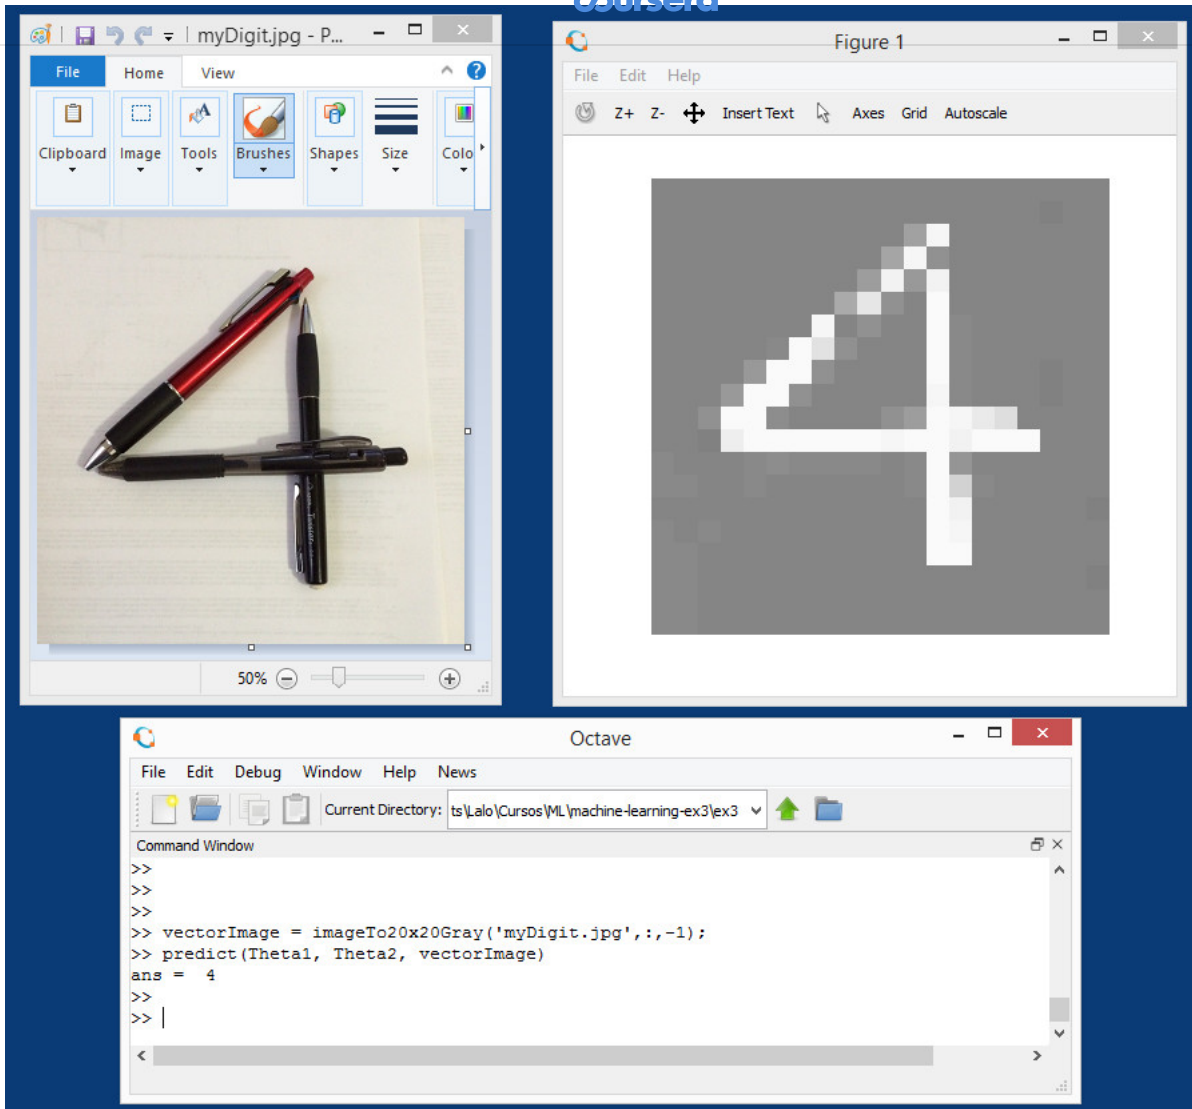 coursera
myDigit.jpg - P...
File Home View
Clipboard Image Tools Brushes Shapes Size Colo
50%
Figure 1
File Edit Help
Z+ Z- Insert Text Axes Grid Autoscale
Octave
File Edit Debug Window Help News
Current Directory: ts\Lalo\Cursos\ML\machine-learning-ex3\ex3
Command Window
>>
>>
>>
>> vectorImage = imageTo20x20Gray('myDigit.jpg',:,-1);
>> predict(Theta1, Theta2, vectorImage)
ans = 4
>>
>>